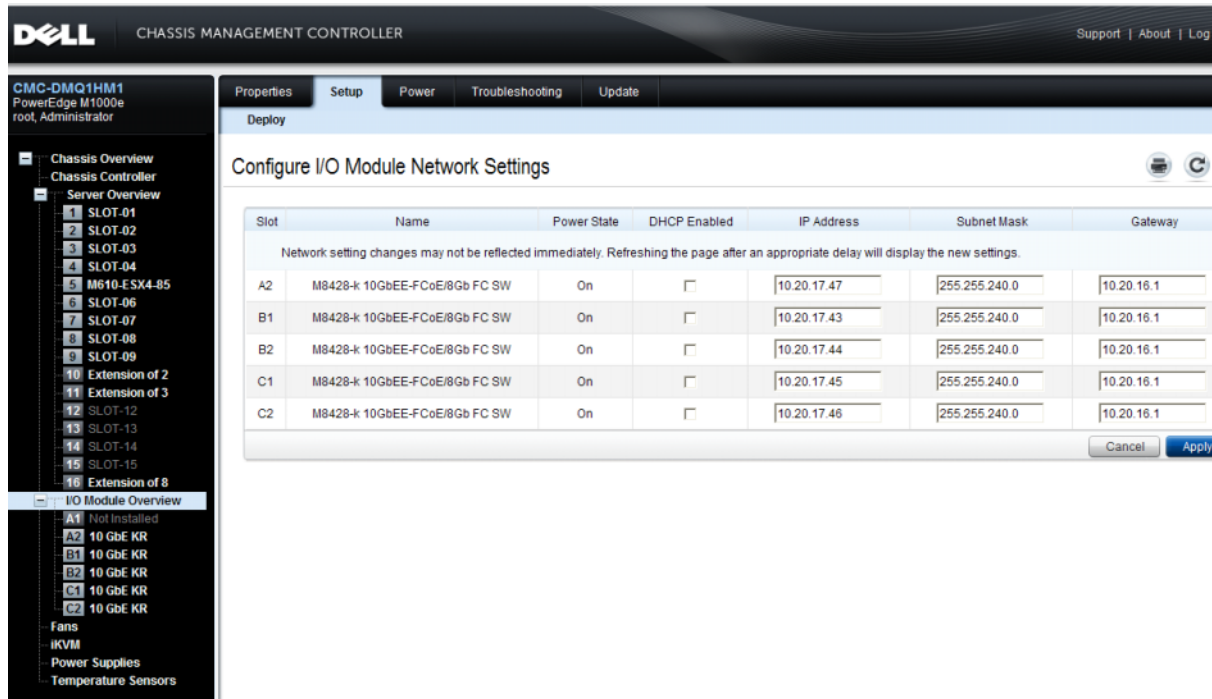 DELL CHASSIS MANAGEMENT CONTROLLER Support | About | Log
CMC-DMQ1HM1
PowerEdge M1000e
root, Administrator
Properties Setup Power Troubleshooting Update
Deploy
Chassis Overview
Chassis Controller
Server Overview
1 SLOT-01
2 SLOT-02
3 SLOT-03
4 SLOT-04
5 M610-ESX4-85
6 SLOT-06
7 SLOT-07
8 SLOT-08
9 SLOT-09
10 Extension of 2
11 Extension of 3
12 SLOT-12
13 SLOT-13
14 SLOT-14
15 SLOT-15
16 Extension of 8
I/O Module Overview
A1 Not Installed
A2 10 GbE KR
B1 10 GbE KR
B2 10 GbE KR
C1 10 GbE KR
C2 10 GbE KR
Fans
iKVM
Power Supplies
Temperature Sensors
Configure I/O Module Network Settings
Slot Name Power State DHCP Enabled IP Address Subnet Mask Gateway
Network setting changes may not be reflected immediately. Refreshing the page after an appropriate delay will display the new settings.
A2 M8428-k 10GbEE-FCoE/8Gb FC SW On 10.20.17.47 255.255.240.0 10.20.16.1
B1 M8428-k 10GbEE-FCoE/8Gb FC SW On 10.20.17.43 255.255.240.0 10.20.16.1
B2 M8428-k 10GbEE-FCoE/8Gb FC SW On 10.20.17.44 255.255.240.0 10.20.16.1
C1 M8428-k 10GbEE-FCoE/8Gb FC SW On 10.20.17.45 255.255.240.0 10.20.16.1
C2 M8428-k 10GbEE-FCoE/8Gb FC SW On 10.20.17.46 255.255.240.0 10.20.16.1
Cancel Apply